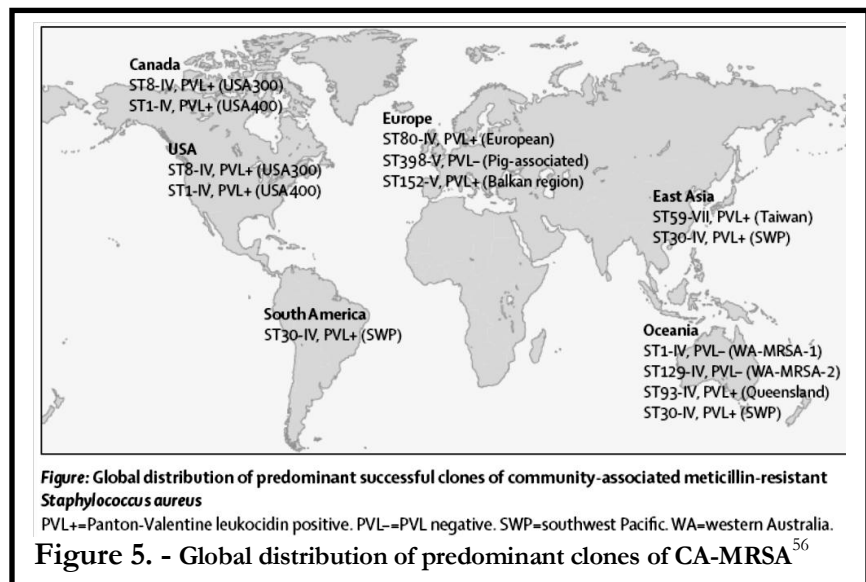 Canada
ST8-IV, PVL+ (USA300)
ST1-IV, PVL+ (USA400)
USA
ST8-IV, PVL+ (USA300)
ST1-IV, PVL+ (USA400)
Europe
ST80-IV, PVL+ (European)
ST398-V, PVL– (Pig-associated)
ST152-V, PVL+ (Balkan region)
East Asia
ST59-VII, PVL+ (Taiwan)
ST30-IV, PVL+ (SWP)
South America
ST30-IV, PVL+ (SWP)
Oceania
ST1-IV, PVL– (WA-MRSA-1)
ST129-IV, PVL– (WA-MRSA-2)
ST93-IV, PVL+ (Queensland)
ST30-IV, PVL+ (SWP)
Figure: Global distribution of predominant successful clones of community-associated meticillin-resistant
Staphylococcus aureus
PVL+=Panton-Valentine leukocidin positive. PVL–=PVL negative. SWP=southwest Pacific. WA=western Australia.
Figure 5. - Global distribution of predominant clones of CA-MRSA56